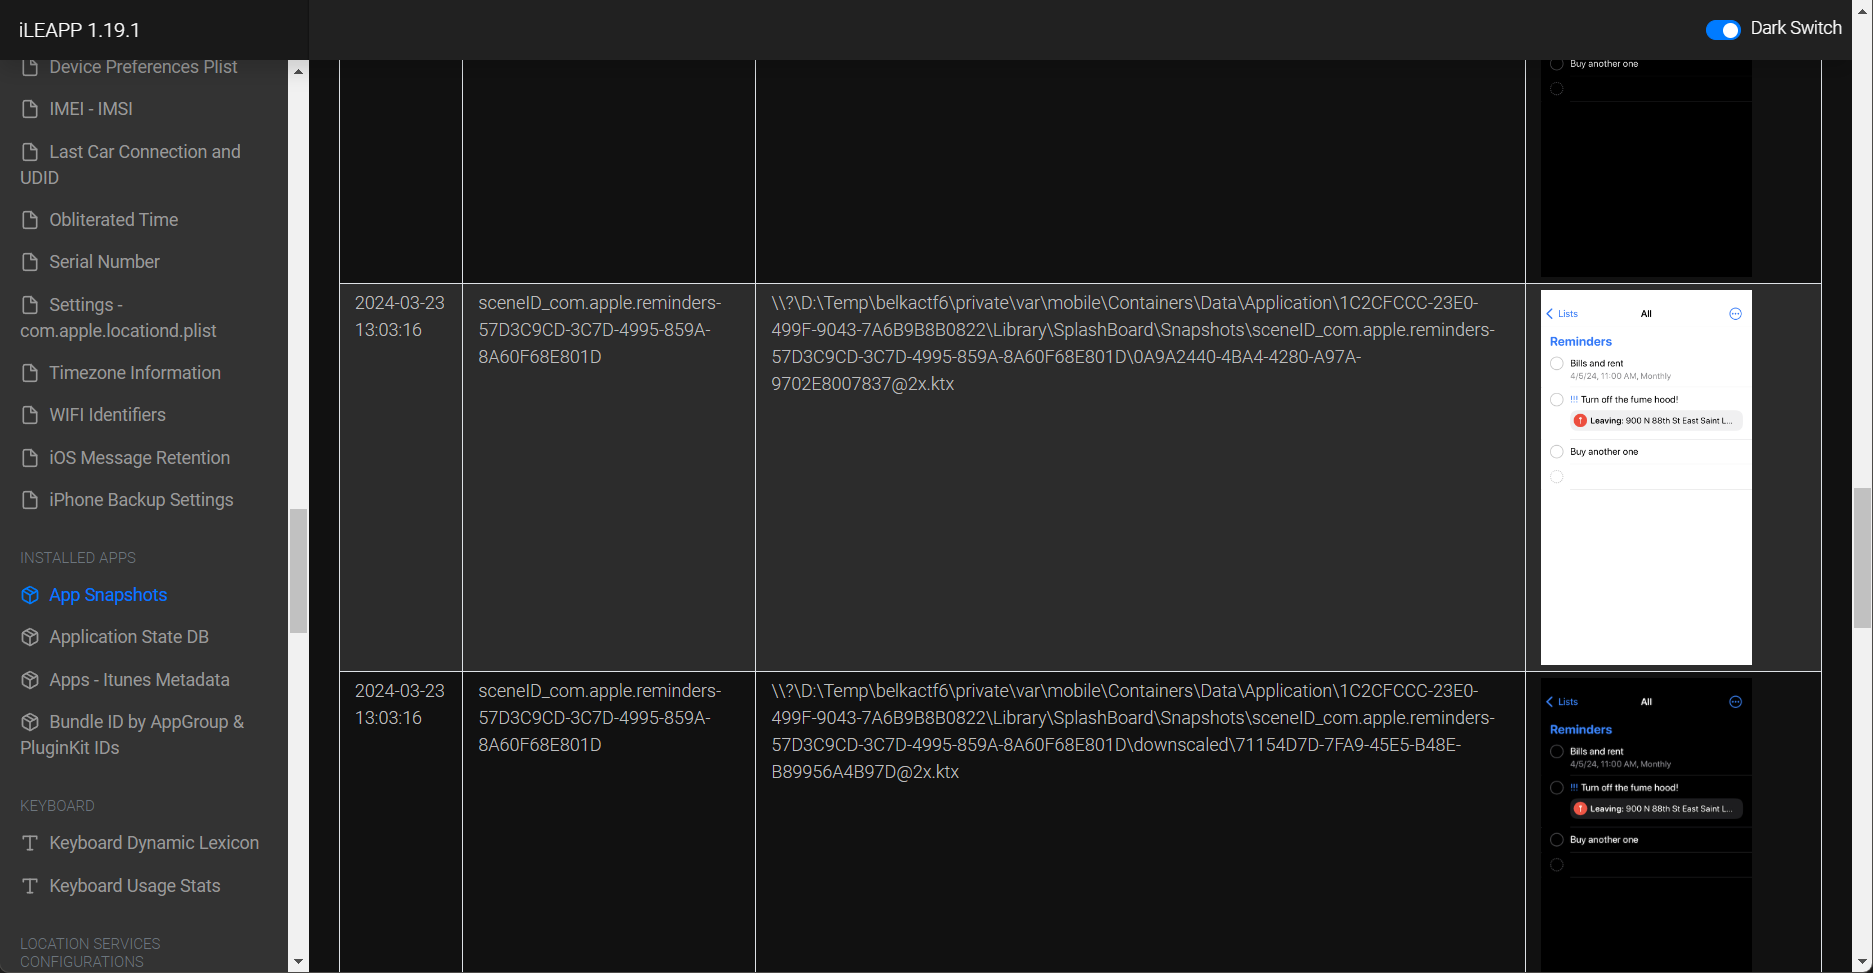 iLEAPP 1.19.1
Dark Switch
Device Preferences Plist
IMEI - IMSI
Last Car Connection and
UDID
Obliterated Time
Serial Number
Settings -
com.apple.locationd.plist
Timezone Information
WIFI Identifiers
iOS Message Retention
iPhone Backup Settings
INSTALLED APPS
App Snapshots
Application State DB
Apps - Itunes Metadata
Bundle ID by AppGroup &
PluginKit IDs
KEYBOARD
Keyboard Dynamic Lexicon
Keyboard Usage Stats
LOCATION SERVICES
CONFIGURATIONS
Buy another one
2024-03-23
13:03:16
sceneID_com.apple.reminders-
57D3C9CD-3C7D-4995-859A-
8A60F68E801D
\\?\D:\Temp\belkactf6\private\var\mobile\Containers\Data\Application\1C2CFCCC-23E0-
499F-9043-7A6B9B8B0822\Library\SplashBoard\Snapshots\sceneID_com.apple.reminders-
57D3C9CD-3C7D-4995-859A-8A60F68E801D\0A9A2440-4BA4-4280-A97A-
9702E8007837@2x.ktx
Lists All
Reminders
Bills and rent
4/5/24, 11:00 AM, Monthly
!!! Turn off the fume hood!
Leaving: 900 N 88th St East Saint L...
Buy another one
2024-03-23
13:03:16
sceneID_com.apple.reminders-
57D3C9CD-3C7D-4995-859A-
8A60F68E801D
\\?\D:\Temp\belkactf6\private\var\mobile\Containers\Data\Application\1C2CFCCC-23E0-
499F-9043-7A6B9B8B0822\Library\SplashBoard\Snapshots\sceneID_com.apple.reminders-
57D3C9CD-3C7D-4995-859A-8A60F68E801D\downscaled\71154D7D-7FA9-45E5-B48E-
B89956A4B97D@2x.ktx
Lists All
Reminders
Bills and rent
4/5/24, 11:00 AM, Monthly
!!! Turn off the fume hood!
Leaving: 900 N 88th St East Saint L...
Buy another one